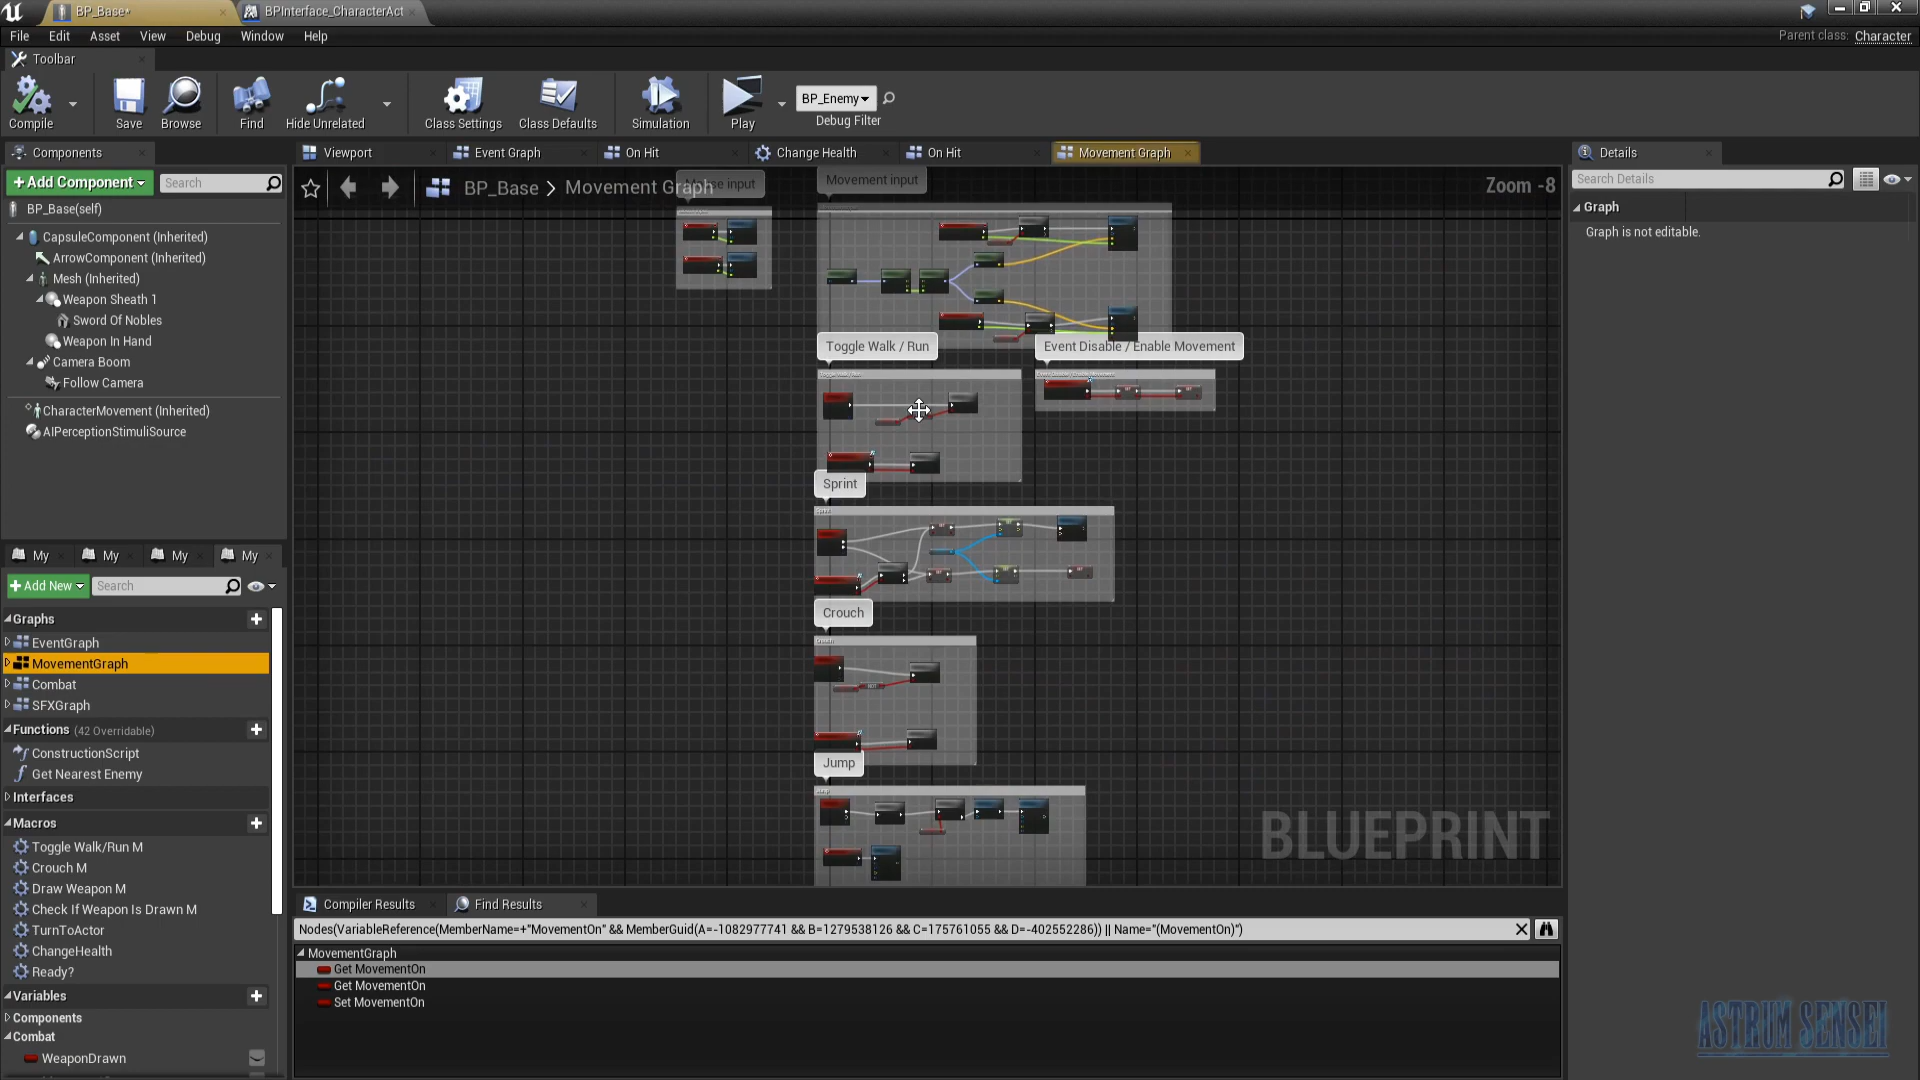 BP_Base*
BPInterface_CharacterAct
File
Edit
Asset
View
Debug
Window
Help
Parent class: Character
Toolbar
Compile
Save
Browse
Find
Hide Unrelated
Class Settings
Class Defaults
Simulation
Play
BP_Enemy
Debug Filter
Components
Viewport
Event Graph
On Hit
Change Health
On Hit
Movement Graph
Details
+Add Component
Search
BP_Base > Movement Graph
input
Movement input
Zoom -8
Search Details
BP_Base(self)
Graph
Graph is not editable.
CapsuleComponent (Inherited)
ArrowComponent (Inherited)
Mesh (Inherited)
Weapon Sheath 1
Sword Of Nobles
Weapon In Hand
Camera Boom
Follow Camera
CharacterMovement (Inherited)
AIPerceptionStimuliSource
Toggle Walk / Run
Event Disable / Enable Movement
Sprint
Crouch
Jump
BLUEPRINT
My
My
My
My
+Add New
Search
Graphs
EventGraph
MovementGraph
Combat
SFXGraph
Functions (42 Overridable)
ConstructionScript
Get Nearest Enemy
Interfaces
Macros
Toggle Walk/Run M
Crouch M
Draw Weapon M
Check If Weapon Is Drawn M
TurnToActor
ChangeHealth
Ready?
Variables
Components
Combat
WeaponDrawn
Compiler Results
Find Results
Nodes(VariableReference(MemberName=+"MovementOn" && MemberGuid(A=-1082977741 && B=1279538126 && C=175761055 && D=-402552286)) || Name="(MovementOn)")
MovementGraph
Get MovementOn
Get MovementOn
Set MovementOn
ASTRUM SENSEI